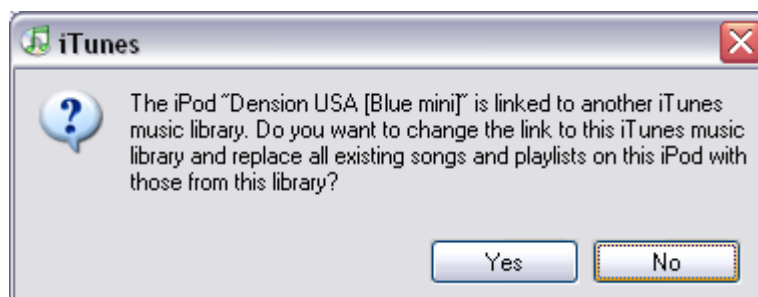 iTunes
The iPod "Dension USA [Blue mini]" is linked to another iTunes
music library. Do you want to change the link to this iTunes music
library and replace all existing songs and playlists on this iPod with
those from this library?
Yes No